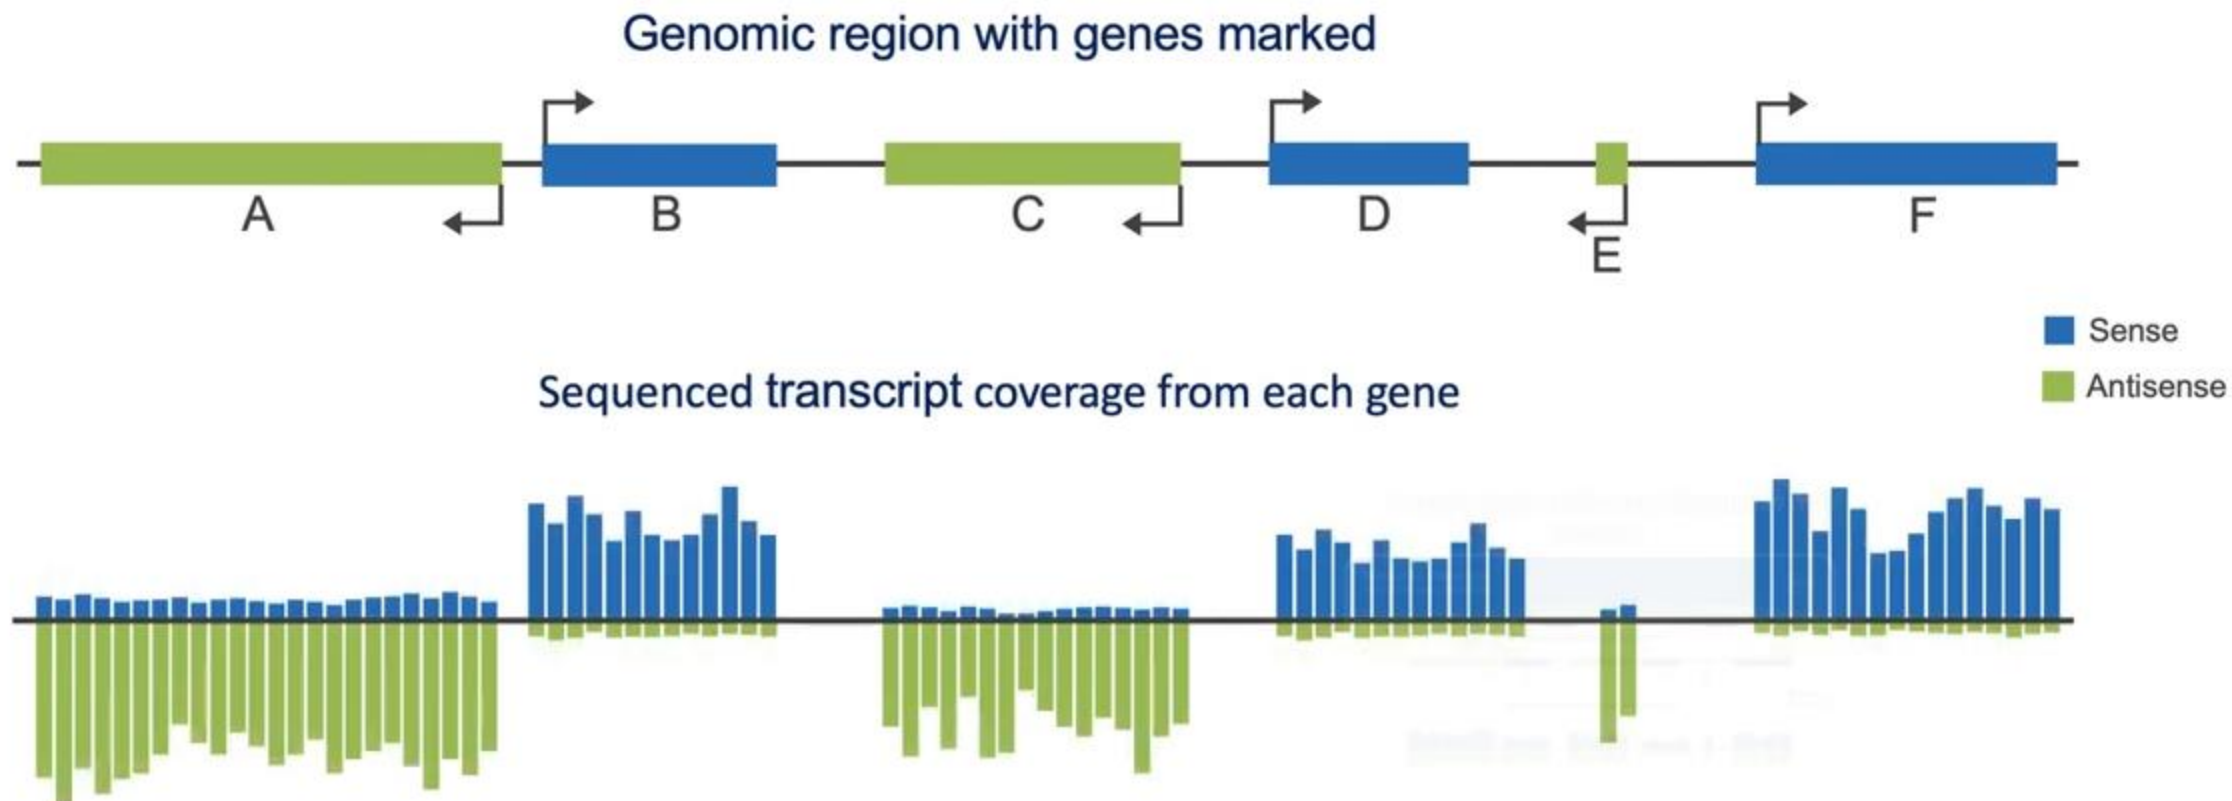 Genomic region with genes marked
A
B
C
D
E
F
Sense
Antisense
Sequenced transcript coverage from each gene